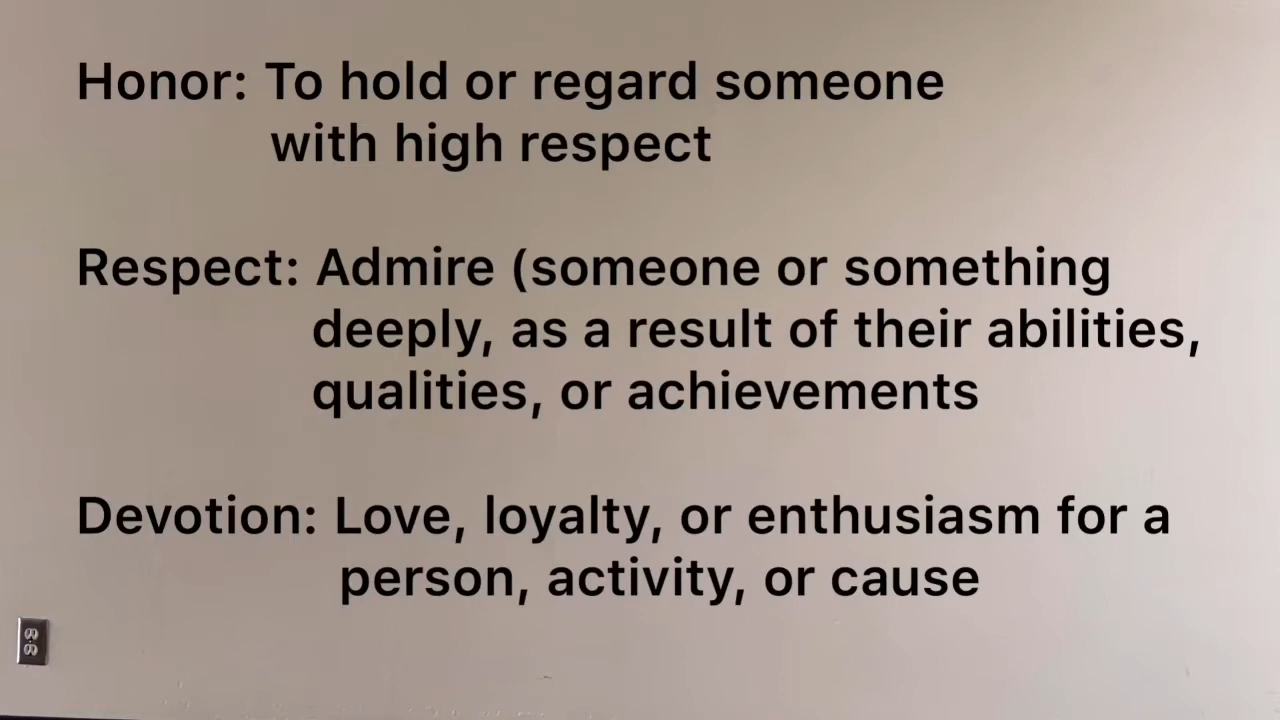 Honor: To hold or regard someone
with high respect
Respect: Admire (someone or something
deeply, as a result of their abilities,
qualities, or achievements
Devotion: Love, loyalty, or enthusiasm for a
person, activity, or cause